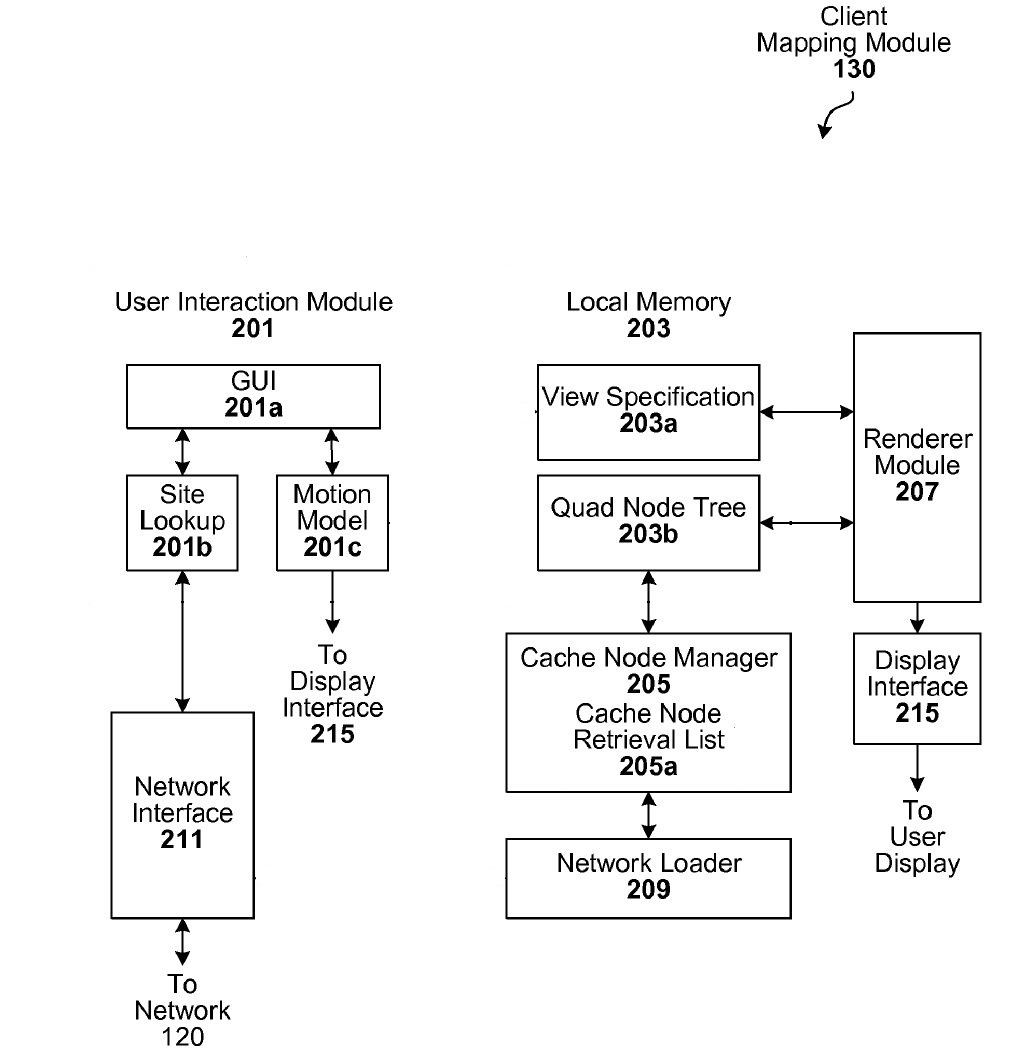 Client
Mapping Module
130
User Interaction Module
201
GUI
201a
Site
Lookup
201b
Motion
Model
201c
To
Display
Interface
215
Network
Interface
211
To
Network
120
Local Memory
203
View Specification
203a
Quad Node Tree
203b
Cache Node Manager
205
Cache Node
Retrieval List
205a
Network Loader
209
Renderer
Module
207
Display
Interface
215
To
User
Display